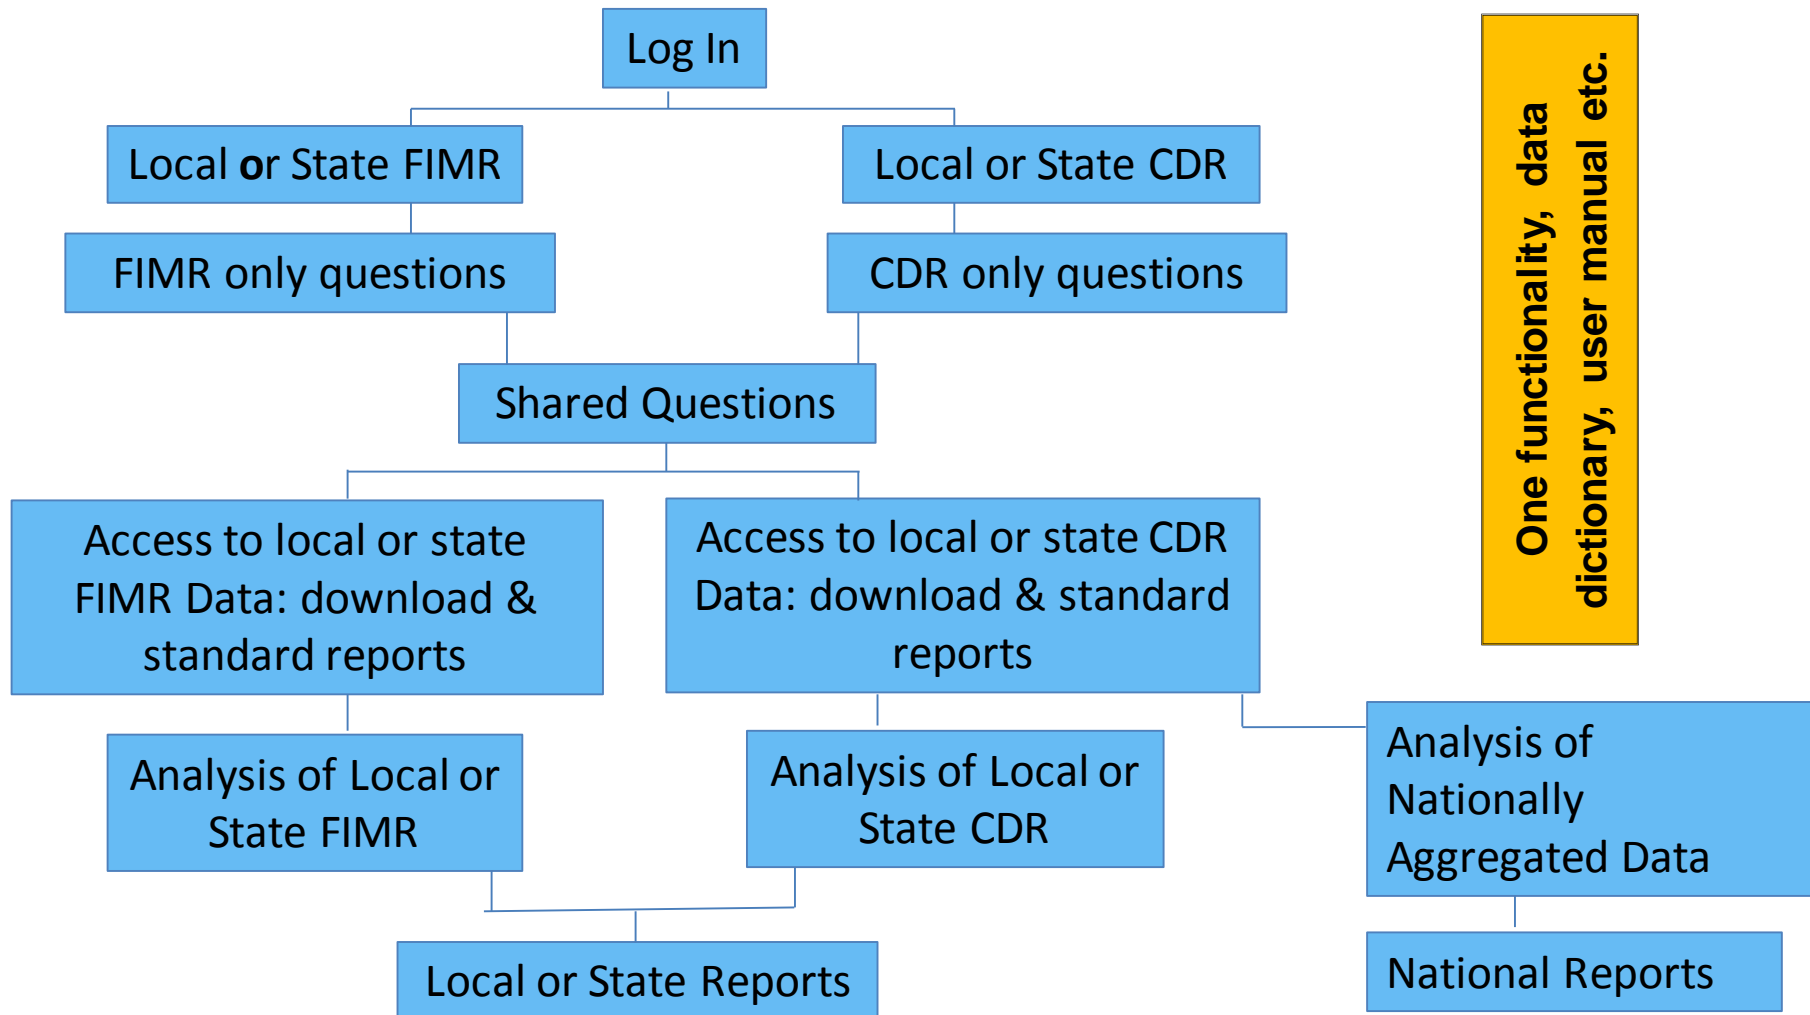 Log In
Local or State FIMR
Local or State CDR
FIMR only questions
CDR only questions
Shared Questions
Access to local or state
FIMR Data: download &
standard reports
Access to local or state CDR
Data: download & standard
reports
Analysis of Local or
State FIMR
Analysis of Local or
State CDR
Analysis of
Nationally
Aggregated Data
Local or State Reports
National Reports
One functionality, data
dictionary, user manual etc.